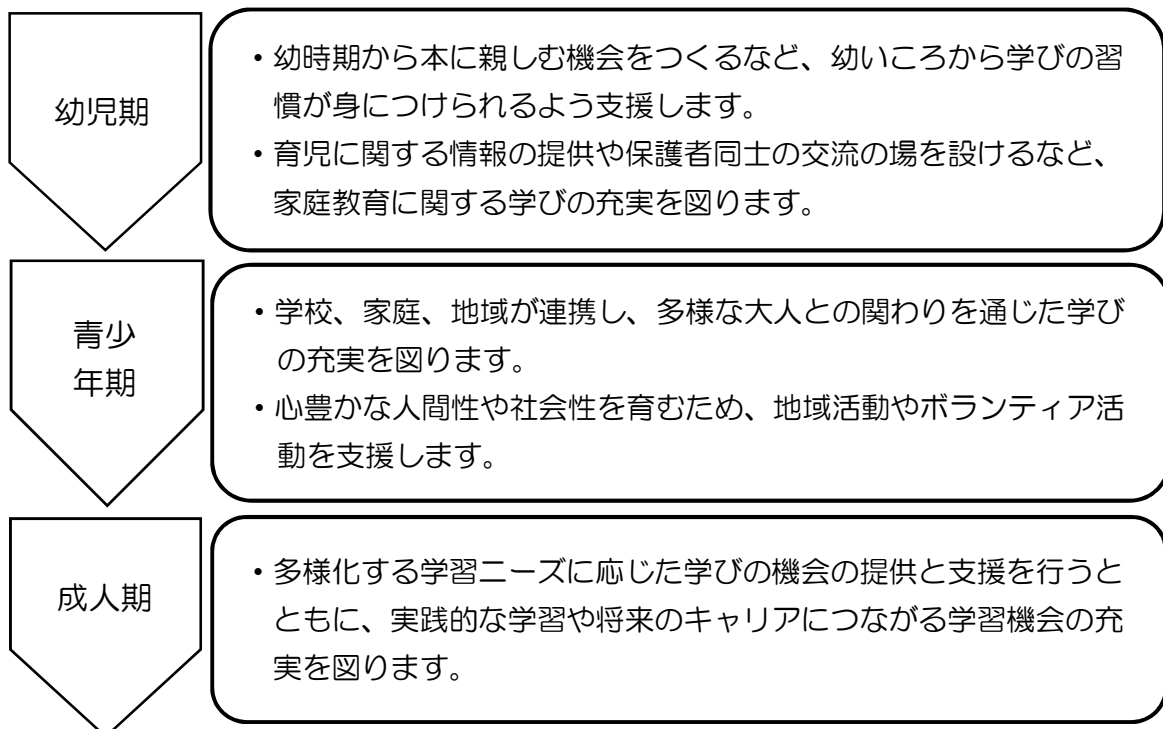 幼児期
・幼時期から本に親しむ機会をつくるなど、幼いころから学びの習
慣が身につけられるよう支援します。
・育児に関する情報の提供や保護者同士の交流の場を設けるなど、
家庭教育に関する学びの充実を図ります。
青少
年期
・学校、家庭、地域が連携し、多様な大人との関わりを通じた学び
の充実を図ります。
・心豊かな人間性や社会性を育むため、地域活動やボランティア活
動を支援します。
成人期
・多様化する学習ニーズに応じた学びの機会の提供と支援を行うと
ともに、実践的な学習や将来のキャリアにつながる学習機会の充
実を図ります。